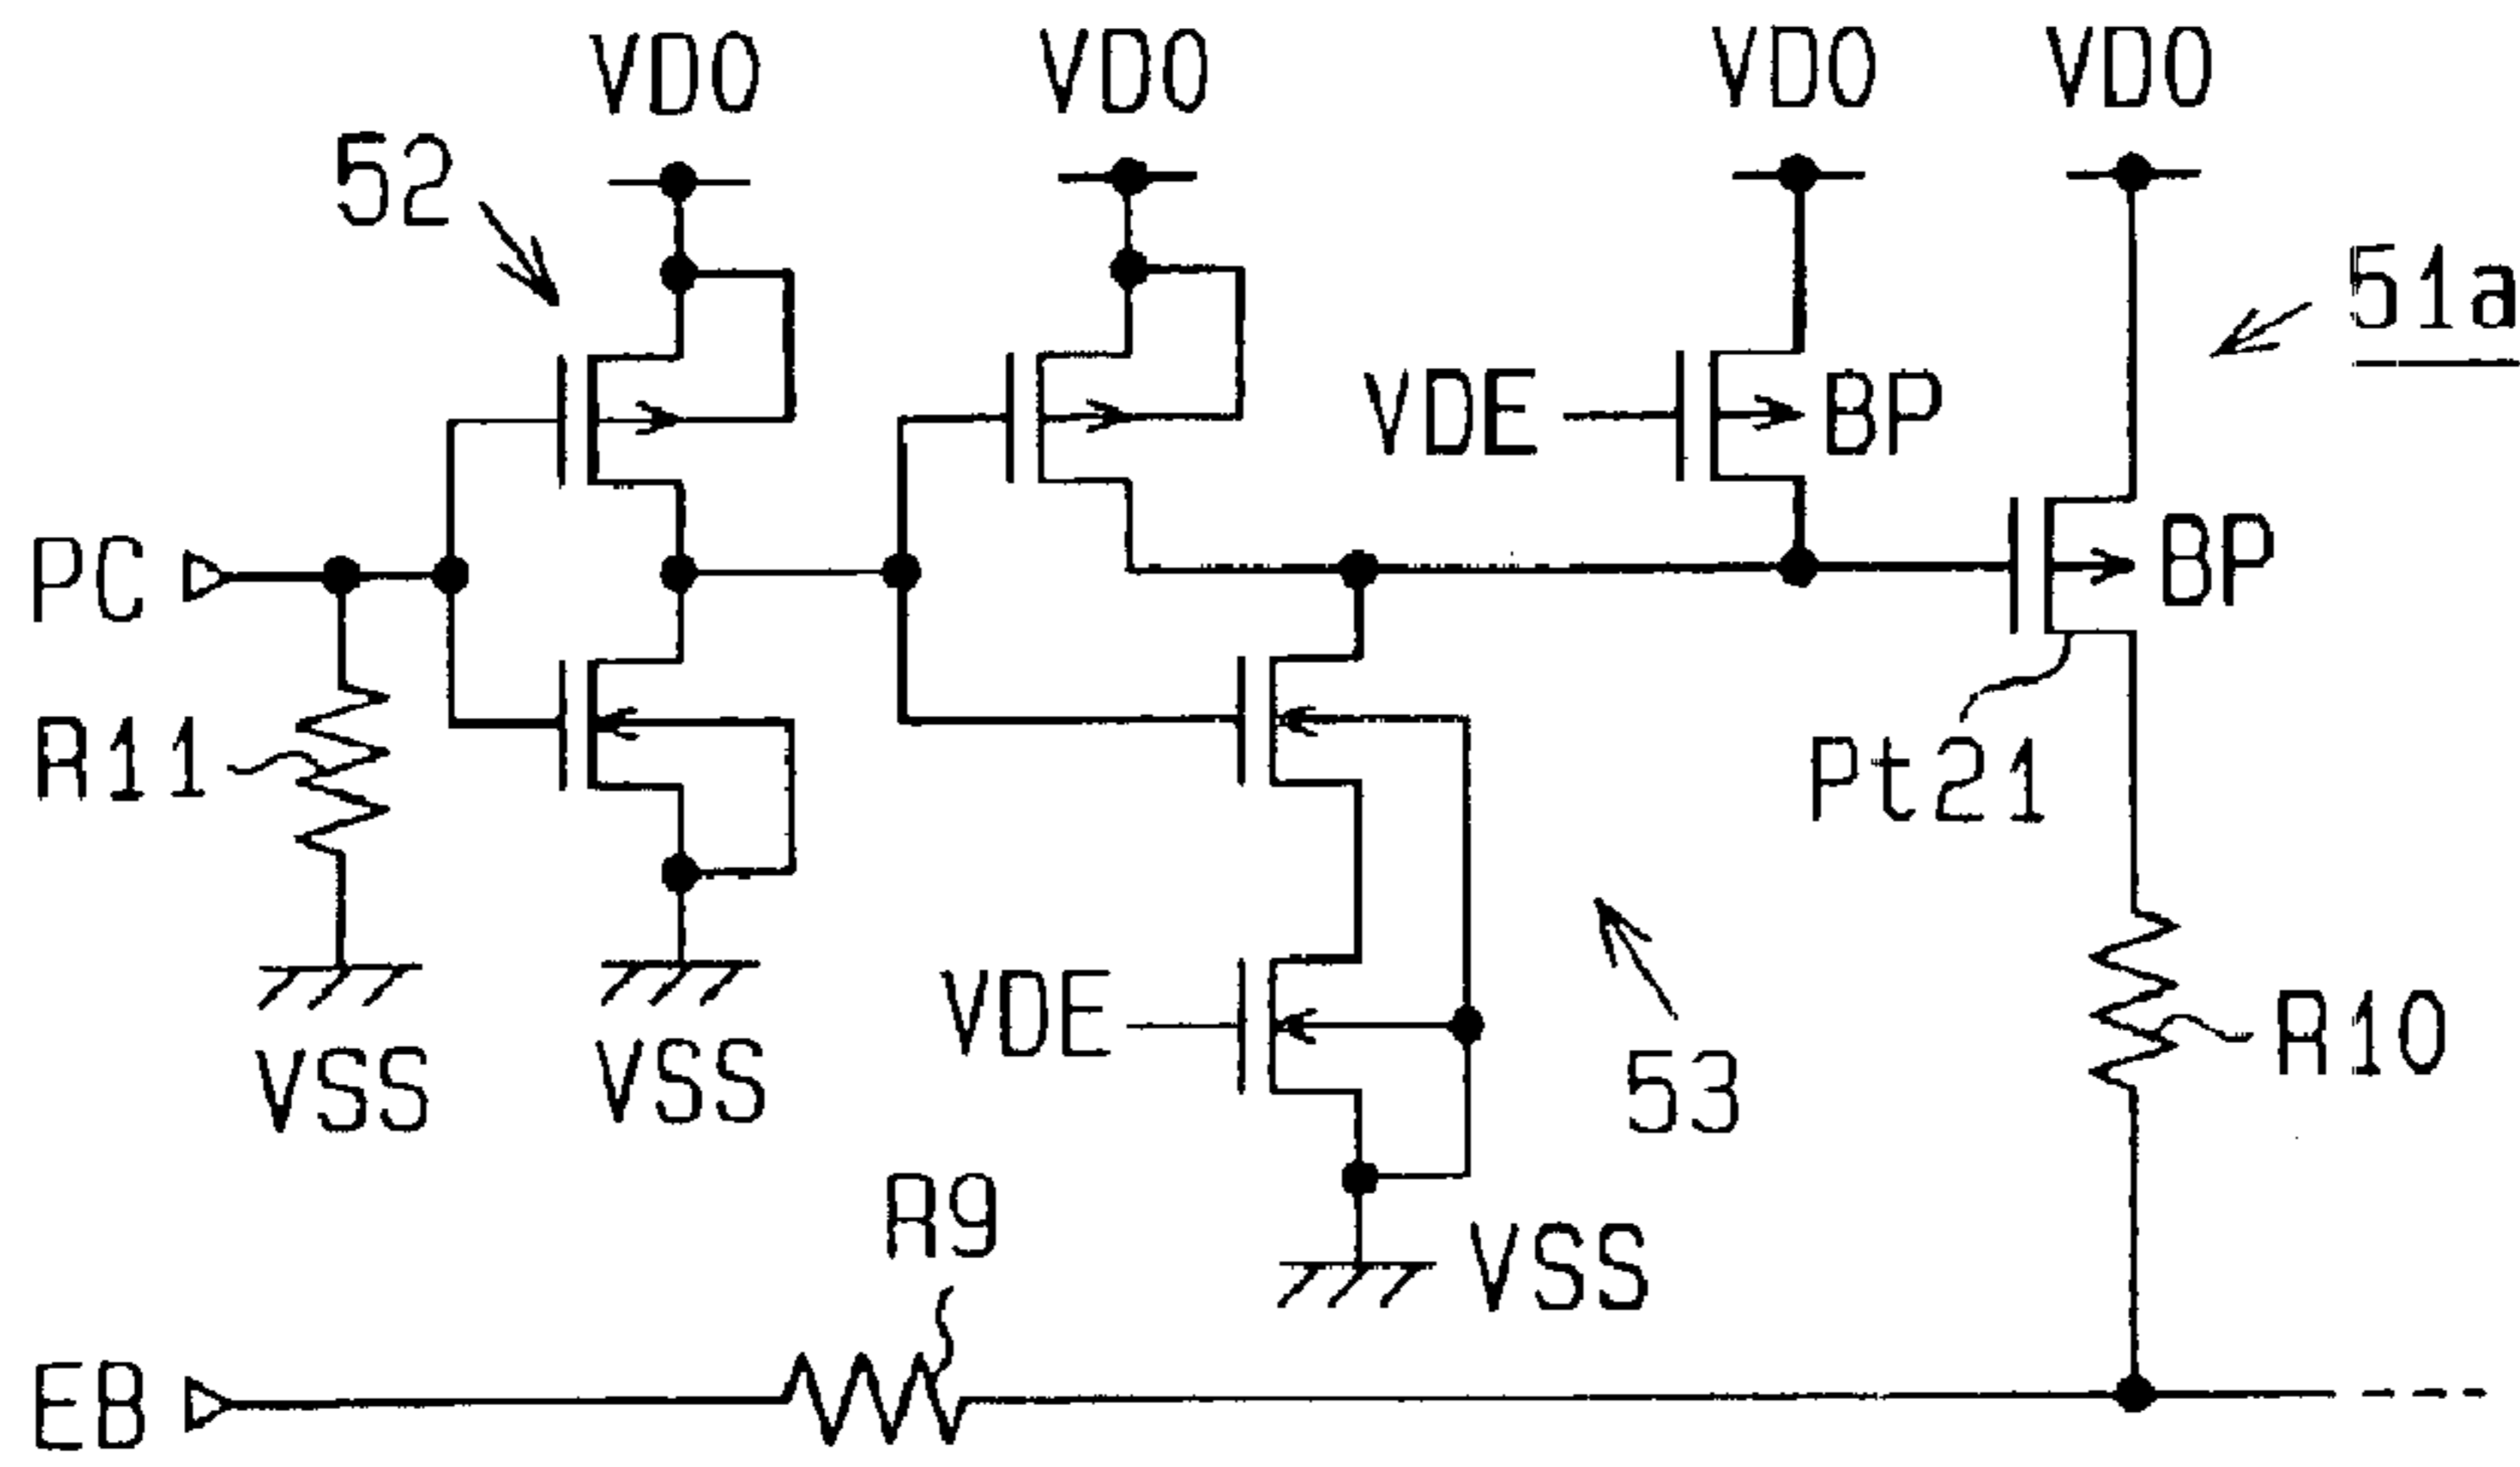 VDO VDO VDO VDO
52
51a
VDE BP
PC BP
R11 Pt21
VDE R10
VSS VSS 53
R9
VSS
EB